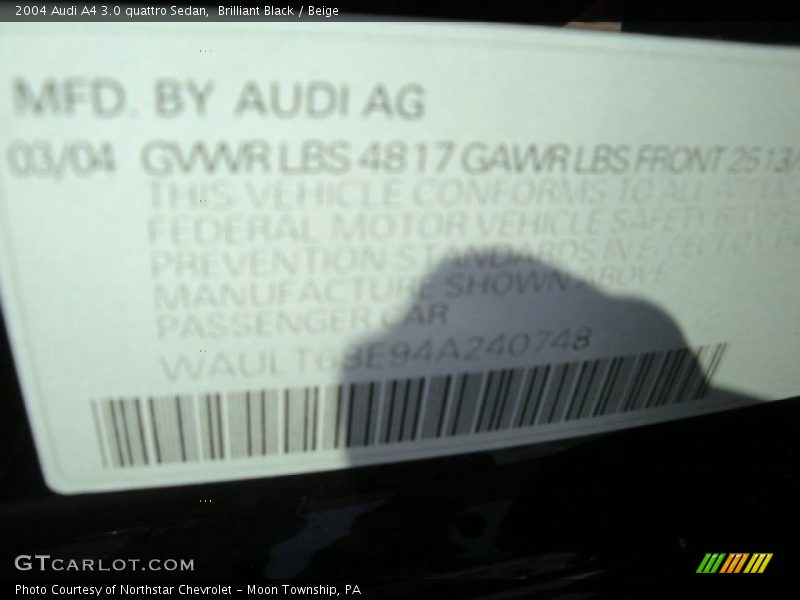 2004 Audi A4 3.0 quattro Sedan, Brilliant Black / Beige
MFD. BY AUDI AG
03/04 GVWR LBS 4817 GAWR LBS FRONT 2513/
THIS VEHICLE CONFORMS TO ALL
FEDERAL MOTOR VEHICLE SAFETY
PREVENTION STANDARDS IN EFFECT ON THE
MANUFACTURE SHOWN ABOVE
PASSENGER CAR
WAULT68E94A240748
GTCARLOT.COM
Photo Courtesy of Northstar Chevrolet - Moon Township, PA